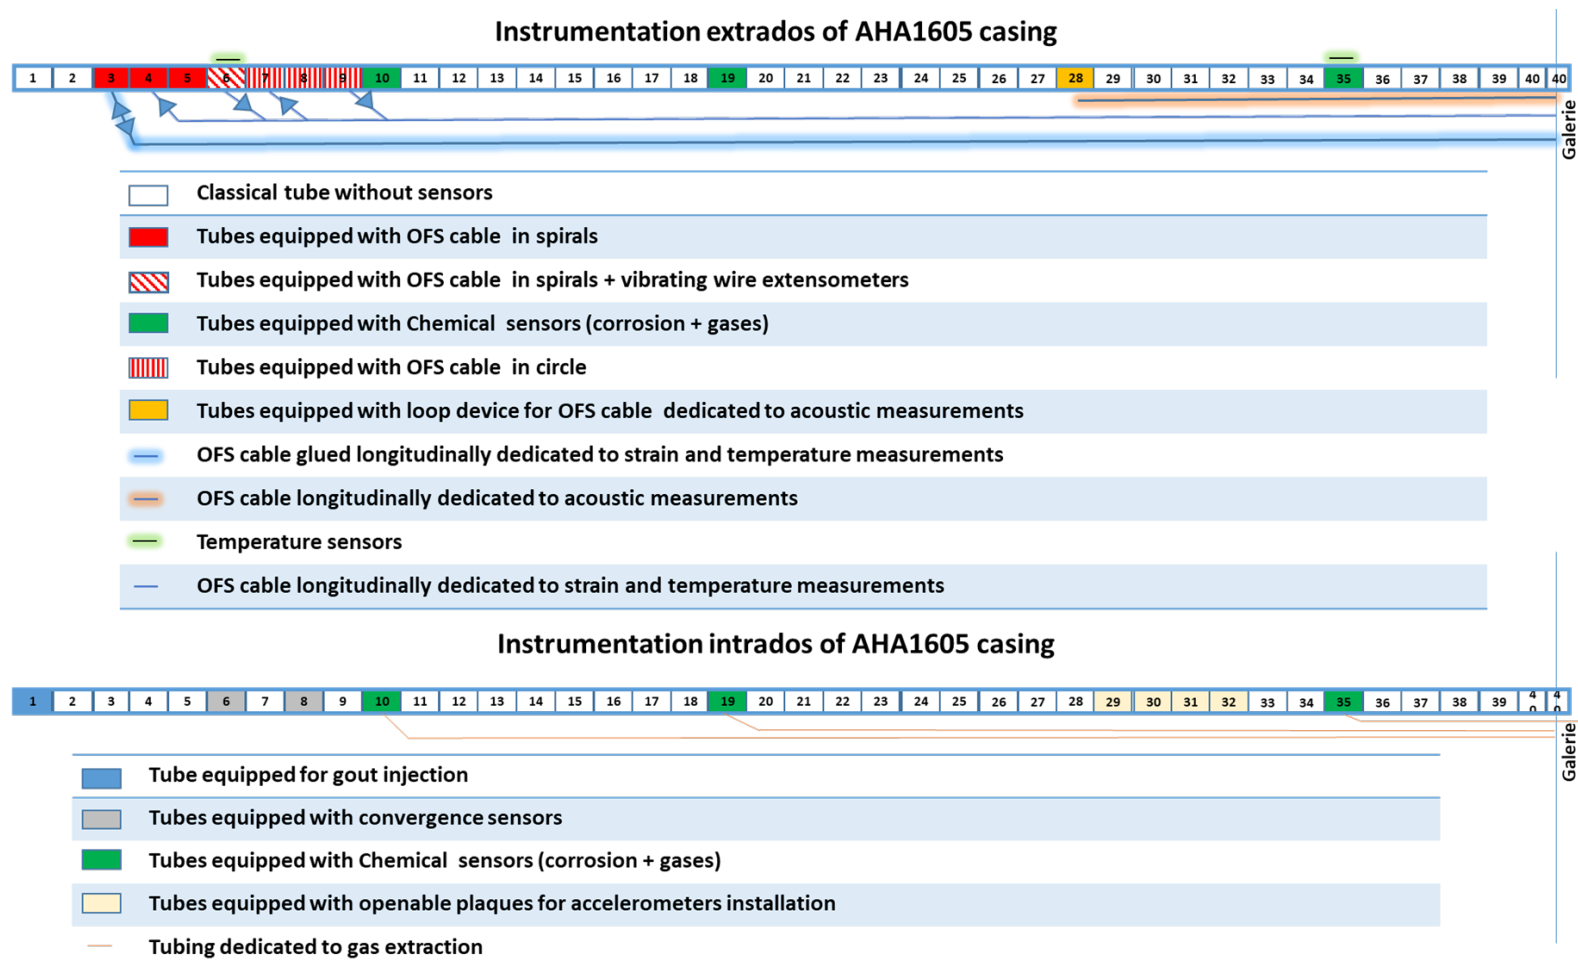 Instrumentation extrados of AHA1605 casing
1 2 3 4 5 6 7 8 9 10 11 12 13 14 15 16 17 18 19 20 21 22 23 24 25 26 27 28 29 30 31 32 33 34 35 36 37 38 39 40 40
Galerie
Classical tube without sensors
Tubes equipped with OFS cable in spirals
Tubes equipped with OFS cable in spirals + vibrating wire extensometers
Tubes equipped with Chemical sensors (corrosion + gases)
Tubes equipped with OFS cable in circle
Tubes equipped with loop device for OFS cable dedicated to acoustic measurements
OFS cable glued longitudinally dedicated to strain and temperature measurements
OFS cable longitudinally dedicated to acoustic measurements
Temperature sensors
OFS cable longitudinally dedicated to strain and temperature measurements
Instrumentation intrados of AHA1605 casing
1 2 3 4 5 6 7 8 9 10 11 12 13 14 15 16 17 18 19 20 21 22 23 24 25 26 27 28 29 30 31 32 33 34 35 36 37 38 39 40 40
Galerie
Tube equipped for gout injection
Tubes equipped with convergence sensors
Tubes equipped with Chemical sensors (corrosion + gases)
Tubes equipped with openable plaques for accelerometers installation
Tubing dedicated to gas extraction